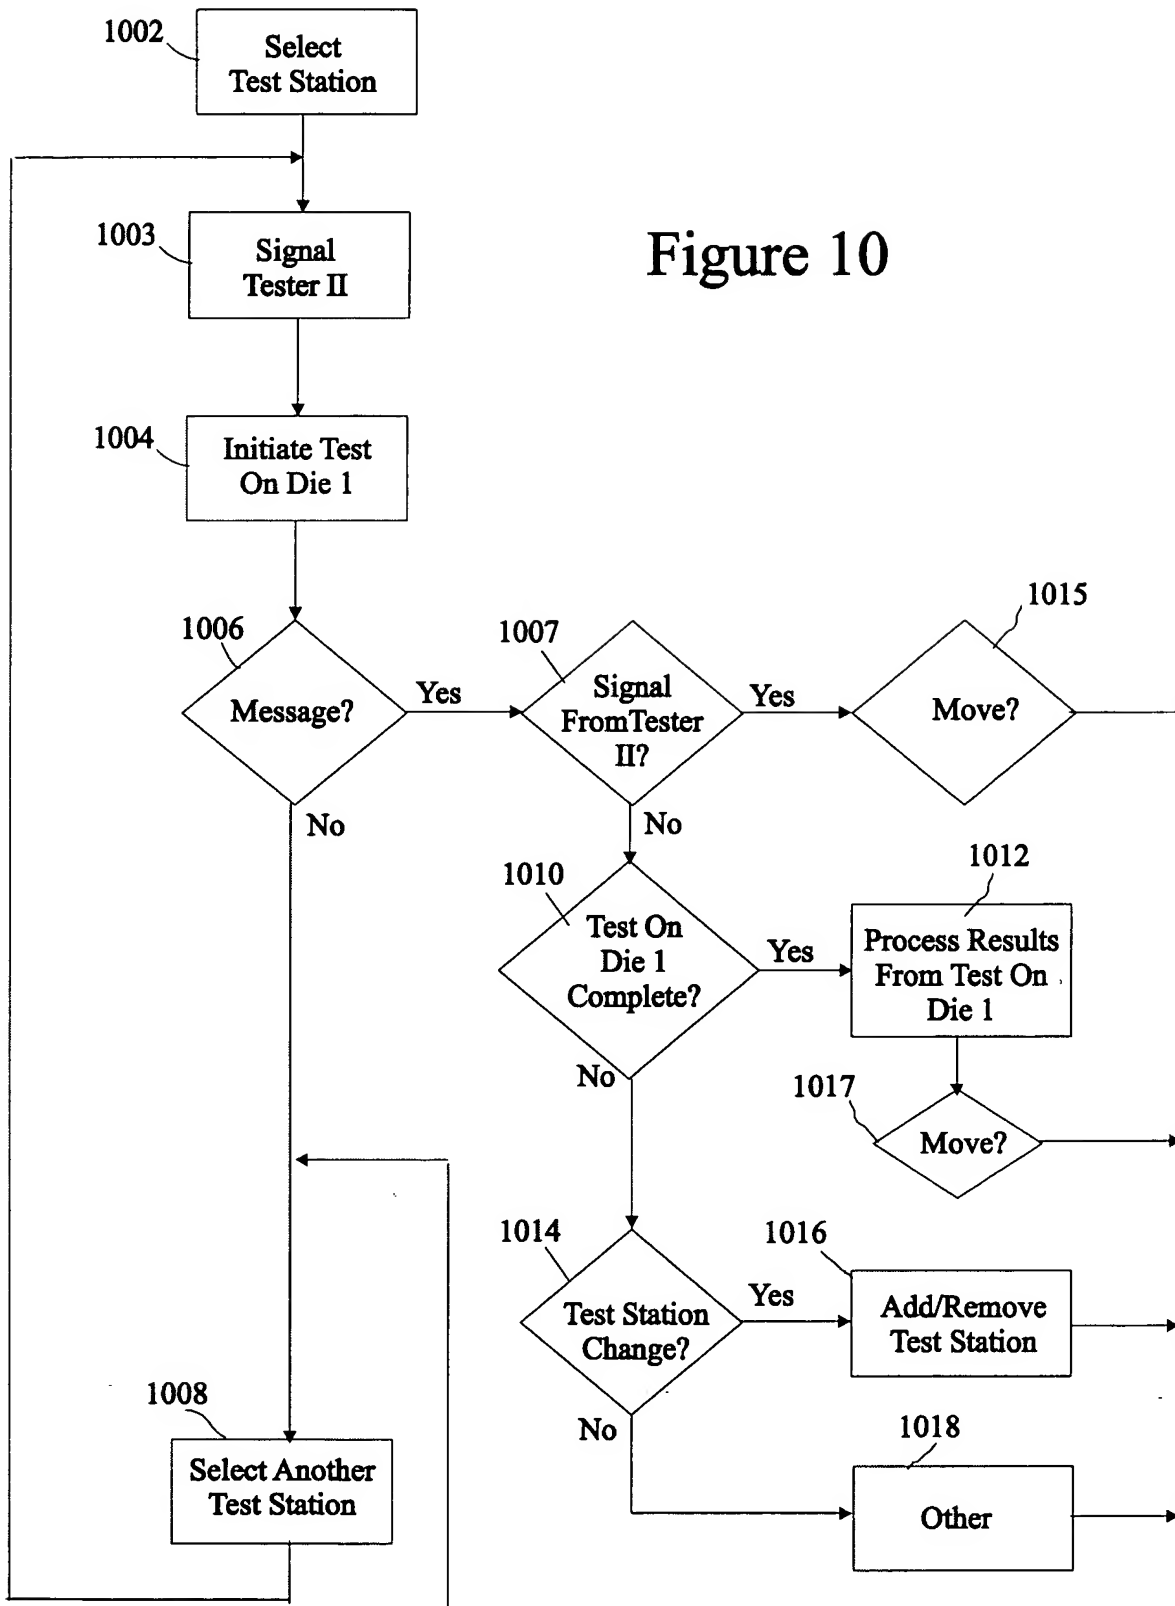 1002
Select
Test Station
Figure 10
1003
Signal
Tester II
1004
Initiate Test
On Die 1
1006
Message?
Yes
No
1007
Signal
FromTester
II?
Yes
No
1015
Move?
1010
Test On
Die 1
Complete?
Yes
No
1012
Process Results
From Test On
Die 1
1017
Move?
1014
Test Station
Change?
Yes
No
1016
Add/Remove
Test Station
1008
Select Another
Test Station
1018
Other